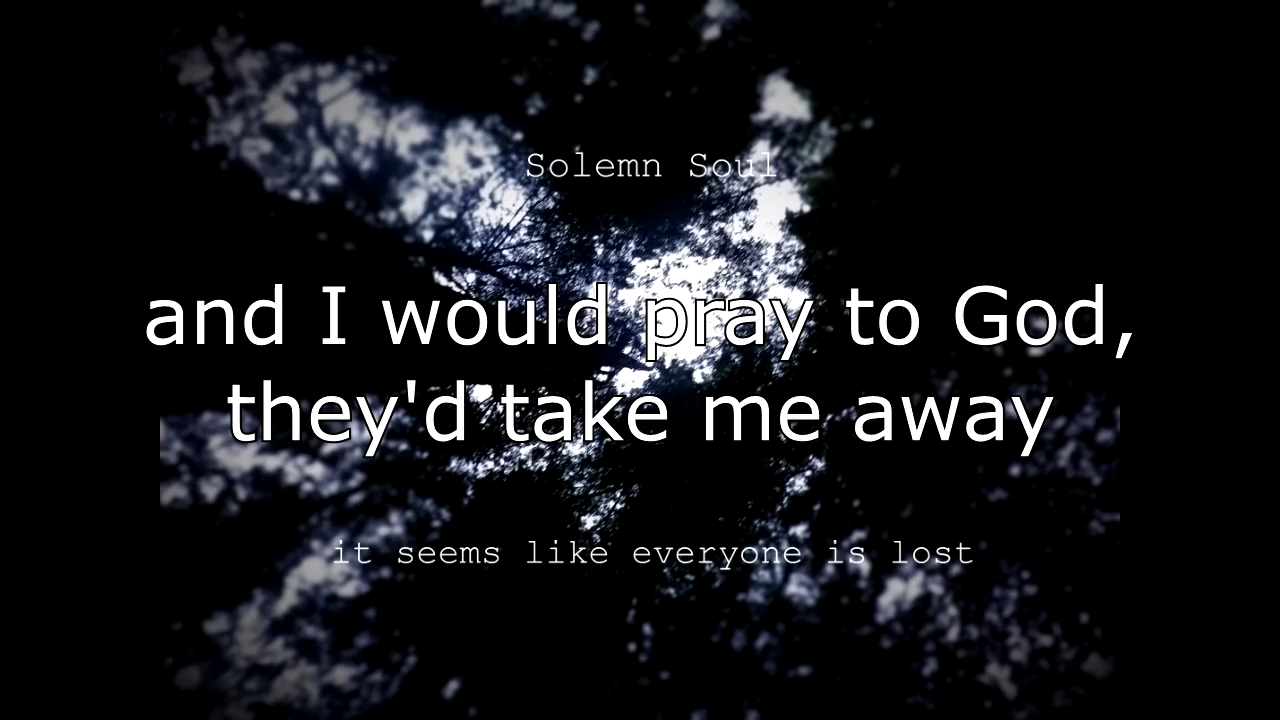 Solemn Soul
and I would pray to God,
they'd take me away
it seems like everyone is lost